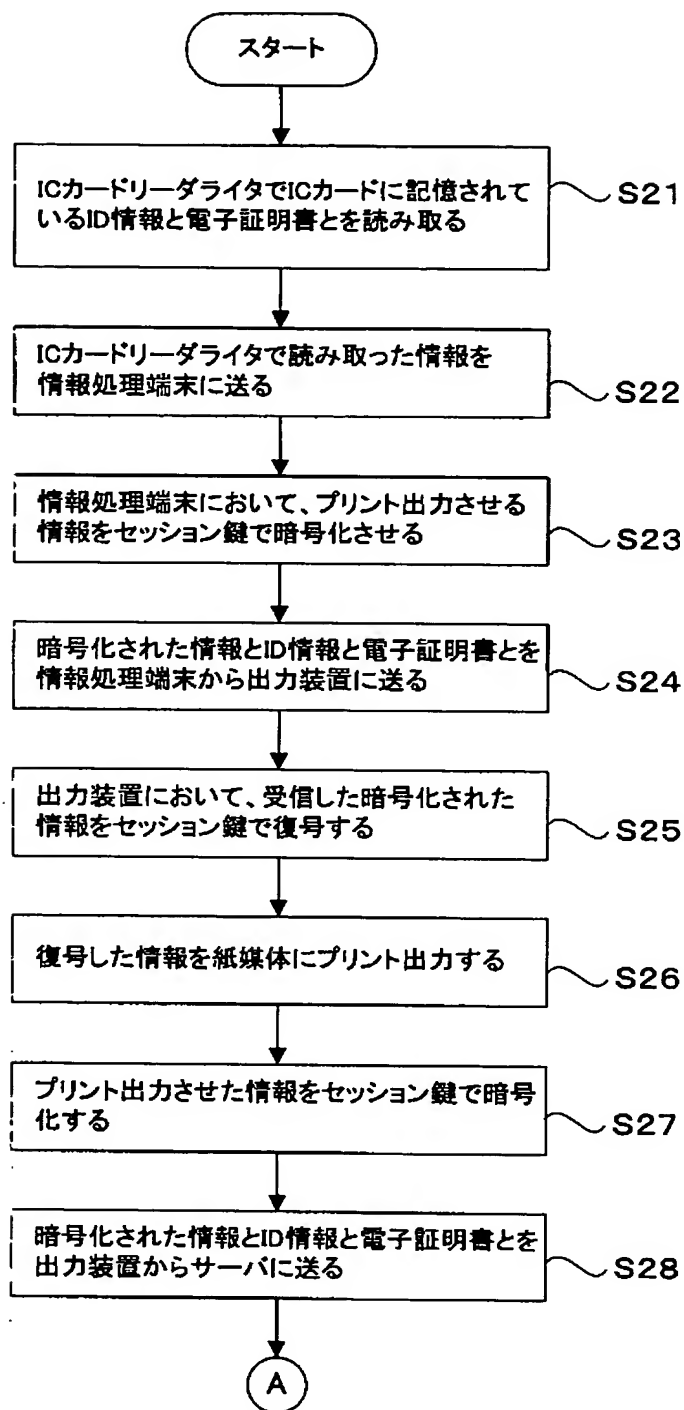 スタート
ICカードリーダライタでICカードに記憶されて
いるID情報と電子証明書とを読み取る
S21
ICカードリーダライタで読み取った情報を
情報処理端末に送る
S22
情報処理端末において、プリント出力させる
情報をセッション鍵で暗号化させる
S23
暗号化された情報とID情報と電子証明書とを
情報処理端末から出力装置に送る
S24
出力装置において、受信した暗号化された
情報をセッション鍵で復号する
S25
復号した情報を紙媒体にプリント出力する
S26
プリント出力させた情報をセッション鍵で暗号
化する
S27
暗号化された情報とID情報と電子証明書とを
出力装置からサーバに送る
S28
A